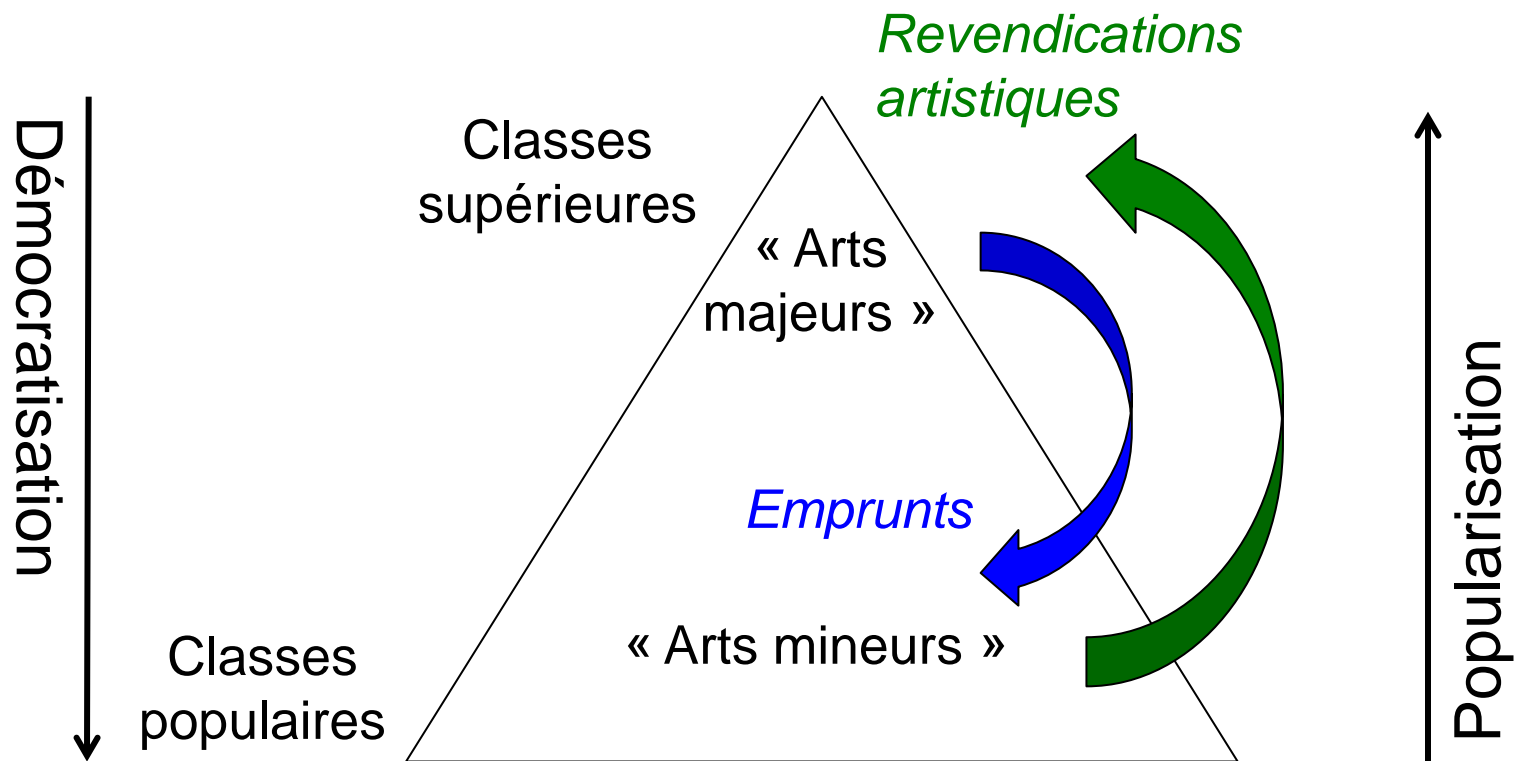 Revendications
artistiques
Démocratisation
Classes
supérieures
« Arts
majeurs »
Emprunts
« Arts mineurs »
Classes
populaires
Popularisation